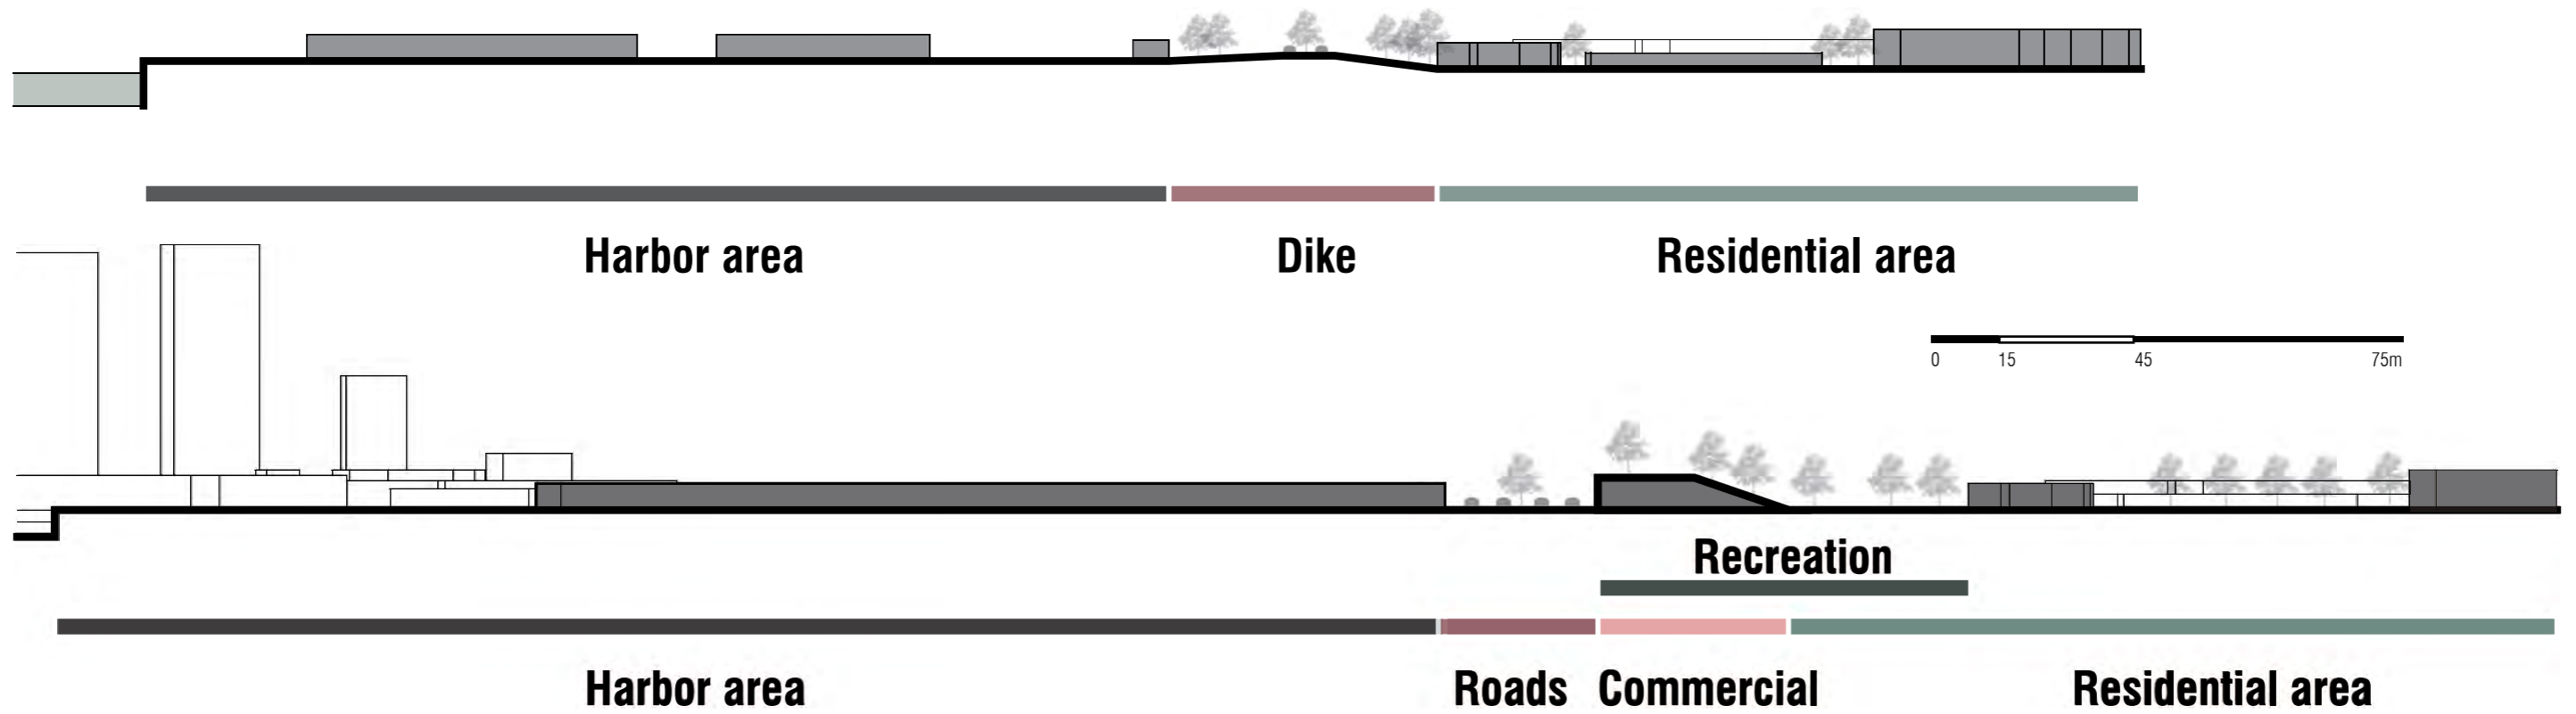 Harbor area Dike Residential area
0 15 45 75m
Recreation
Harbor area Roads Commercial Residential area